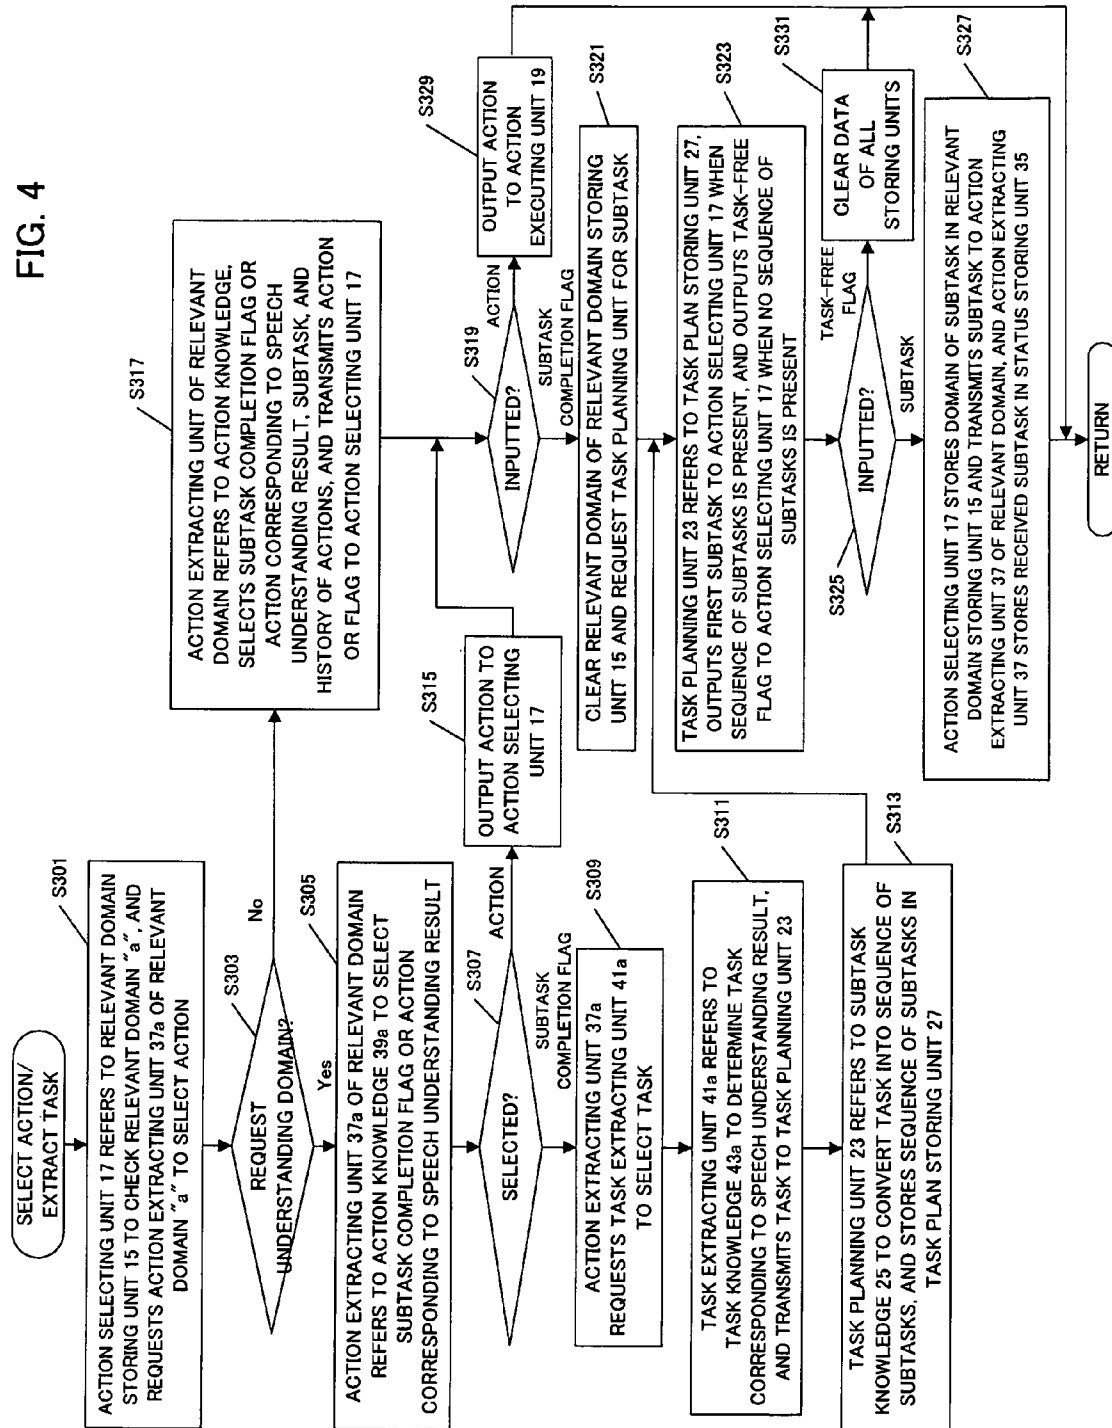 FIG. 4
SELECT ACTION/
EXTRACT TASK
S301
ACTION SELECTING UNIT 17 REFERS TO RELEVANT DOMAIN
STORING UNIT 15 TO CHECK RELEVANT DOMAIN "a", AND
REQUESTS ACTION EXTRACTING UNIT 37a OF RELEVANT
DOMAIN "a" TO SELECT ACTION
S303
REQUEST
UNDERSTANDING DOMAIN?
No
Yes
S305
ACTION EXTRACTING UNIT 37a OF RELEVANT DOMAIN
REFERS TO ACTION KNOWLEDGE 39a TO SELECT
SUBTASK COMPLETION FLAG OR ACTION
CORRESPONDING TO SPEECH UNDERSTANDING RESULT
S307
SELECTED?
ACTION
SUBTASK
COMPLETION FLAG
S309
ACTION EXTRACTING UNIT 37a
REQUESTS TASK EXTRACTING UNIT 41a
TO SELECT TASK
S311
TASK EXTRACTING UNIT 41a REFERS TO
TASK KNOWLEDGE 43a TO DETERMINE TASK
CORRESPONDING TO SPEECH UNDERSTANDING RESULT,
AND TRANSMITS TASK TO TASK PLANNING UNIT 23
S313
TASK PLANNING UNIT 23 REFERS TO SUBTASK
KNOWLEDGE 25 TO CONVERT TASK INTO SEQUENCE OF
SUBTASKS, AND STORES SEQUENCE OF SUBTASKS IN
TASK PLAN STORING UNIT 27
S315
OUTPUT ACTION TO
ACTION SELECTING
UNIT 17
S317
ACTION EXTRACTING UNIT OF RELEVANT
DOMAIN REFERS TO ACTION KNOWLEDGE,
SELECTS SUBTASK COMPLETION FLAG OR
ACTION CORRESPONDING TO SPEECH
UNDERSTANDING RESULT, SUBTASK, AND
HISTORY OF ACTIONS, AND TRANSMITS ACTION
OR FLAG TO ACTION SELECTING UNIT 17
S319
INPUTTED?
ACTION
SUBTASK
COMPLETION FLAG
S329
OUTPUT ACTION
TO ACTION
EXECUTING UNIT 19
S321
CLEAR RELEVANT DOMAIN OF RELEVANT DOMAIN STORING
UNIT 15 AND REQUEST TASK PLANNING UNIT FOR SUBTASK
S323
TASK PLANNING UNIT 23 REFERS TO TASK PLAN STORING UNIT 27,
OUTPUTS FIRST SUBTASK TO ACTION SELECTING UNIT 17 WHEN
SEQUENCE OF SUBTASKS IS PRESENT, AND OUTPUTS TASK-FREE
FLAG TO ACTION SELECTING UNIT 17 WHEN NO SEQUENCE OF
SUBTASKS IS PRESENT
S325
INPUTTED?
TASK-FREE
FLAG
SUBTASK
S331
CLEAR DATA
OF ALL
STORING UNITS
S327
ACTION SELECTING UNIT 17 STORES DOMAIN OF SUBTASK IN RELEVANT
DOMAIN STORING UNIT 15 AND TRANSMITS SUBTASK TO ACTION
EXTRACTING UNIT 37 OF RELEVANT DOMAIN, AND ACTION EXTRACTING
UNIT 37 STORES RECEIVED SUBTASK IN STATUS STORING UNIT 35
RETURN